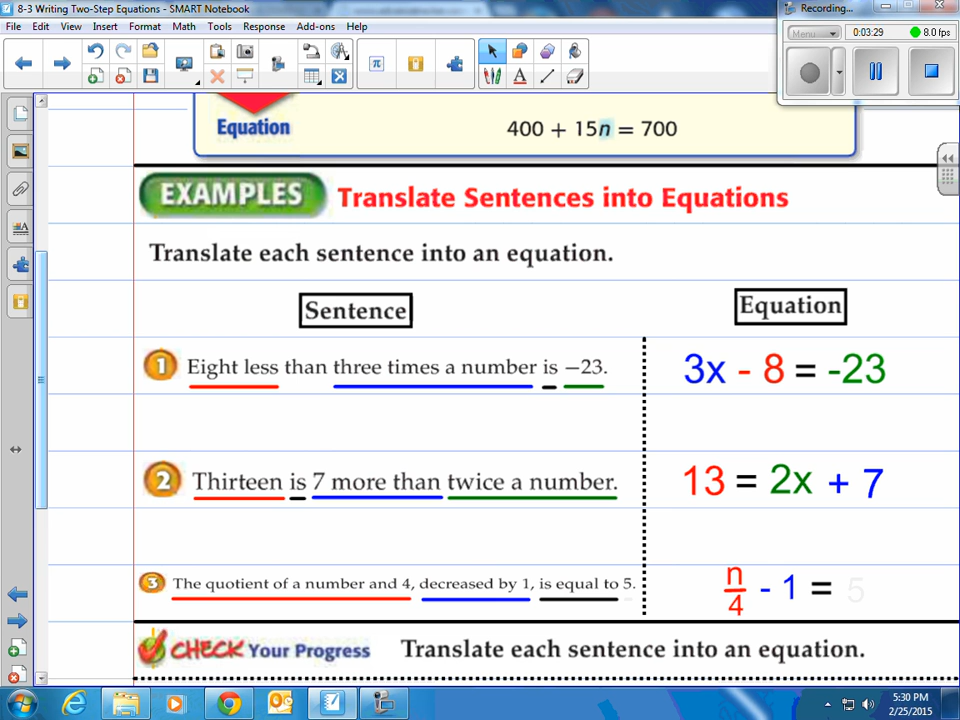 8-3 Writing Two-Step Equations - SMART Notebook
Recording...
File Edit View Insert Format Math Tools Response Add-ons Help
Menu
0:03:29
8.0 fps
Equation
400 + 15n = 700
EXAMPLES Translate Sentences into Equations
Translate each sentence into an equation.
Sentence
Equation
1 Eight less than three times a number is −23.
3x - 8 = -23
2 Thirteen is 7 more than twice a number.
13 = 2x + 7
3 The quotient of a number and 4, decreased by 1, is equal to 5.
n/4 - 1 = 5
CHECK Your Progress Translate each sentence into an equation.
5:30 PM
2/25/2015